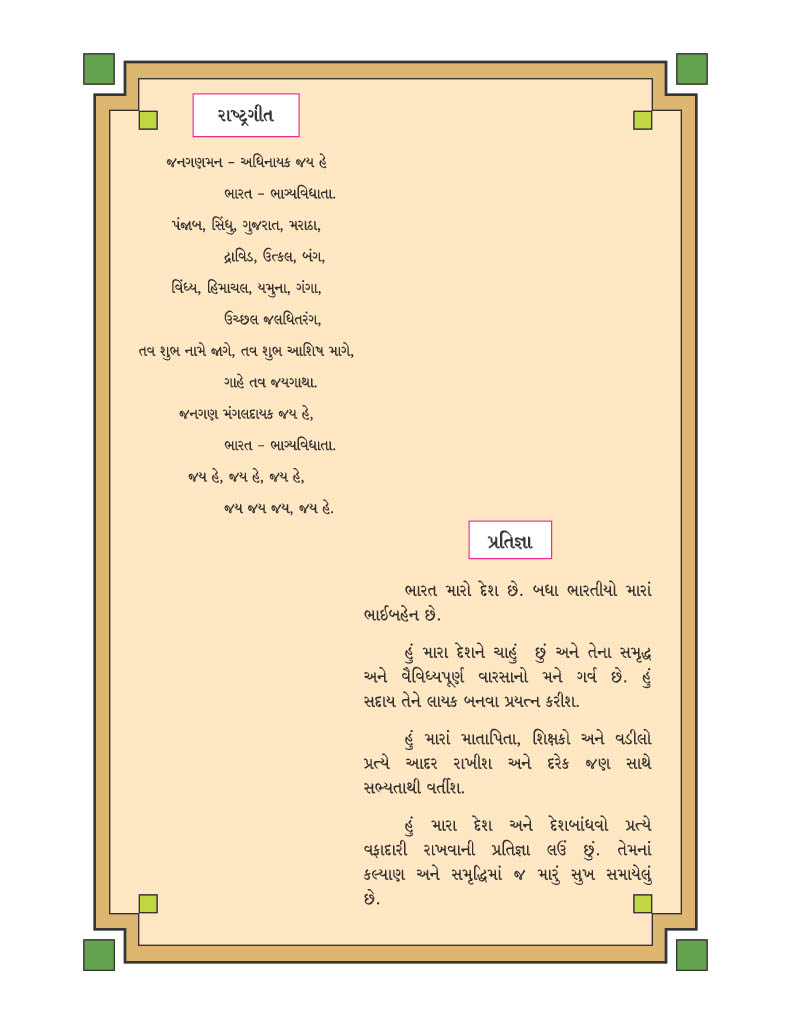 રાષ્ટ્રગીત
જનગણમન – અધિનાયક જય હે
ભારત – ભાગ્યવિધાતા.
પંજાબ, સિંધુ, ગુજરાત, મરાઠા,
દ્રાવિડ, ઉત્કલ, બંગ,
વિંધ્ય, હિમાચલ, યમુના, ગંગા,
ઉચ્છલ જલધિતરંગ,
તવ શુભ નામે જાગે, તવ શુભ આશિષ માગે,
ગાહે તવ જયગાથા.
જનગણ મંગલદાયક જય હે,
ભારત – ભાગ્યવિધાતા.
જય હે, જય હે, જય હે,
જય જય જય, જય હે.
પ્રતિજ્ઞા
ભારત મારો દેશ છે. બધા ભારતીયો મારાં
ભાઈબહેન છે.
હું મારા દેશને ચાહું છું અને તેના સમૃદ્ધ
અને વૈવિધ્યપૂર્ણ વારસાનો મને ગર્વ છે. હું
સદાય તેને લાયક બનવા પ્રયત્ન કરીશ.
હું મારાં માતાપિતા, શિક્ષકો અને વડીલો
પ્રત્યે આદર રાખીશ અને દરેક જણ સાથે
સભ્યતાથી વર્તીશ.
હું મારા દેશ અને દેશબાંધવો પ્રત્યે
વફાદારી રાખવાની પ્રતિજ્ઞા લઉં છું. તેમનાં
કલ્યાણ અને સમૃદ્ધિમાં જ મારું સુખ સમાયેલું
છે.